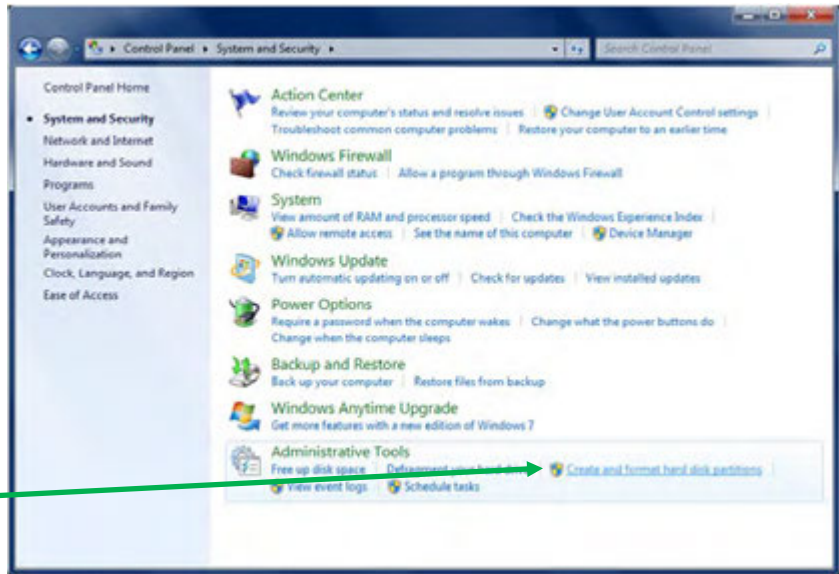 Control Panel ▸ System and Security ▸
Search Control Panel
Control Panel Home
System and Security
Network and Internet
Hardware and Sound
Programs
User Accounts and Family
Safety
Appearance and
Personalization
Clock, Language, and Region
Ease of Access
Action Center
Review your computer's status and resolve issues | Change User Account Control settings |
Troubleshoot common computer problems | Restore your computer to an earlier time
Windows Firewall
Check firewall status | Allow a program through Windows Firewall
System
View amount of RAM and processor speed | Check the Windows Experience Index |
Allow remote access | See the name of this computer | Device Manager
Windows Update
Turn automatic updating on or off | Check for updates | View installed updates
Power Options
Require a password when the computer wakes | Change what the power buttons do |
Change when the computer sleeps
Backup and Restore
Back up your computer | Restore files from backup
Windows Anytime Upgrade
Get more features with a new edition of Windows 7
Administrative Tools
Free up disk space | Defragment your hard drive | Create and format hard disk partitions |
View event logs | Schedule tasks